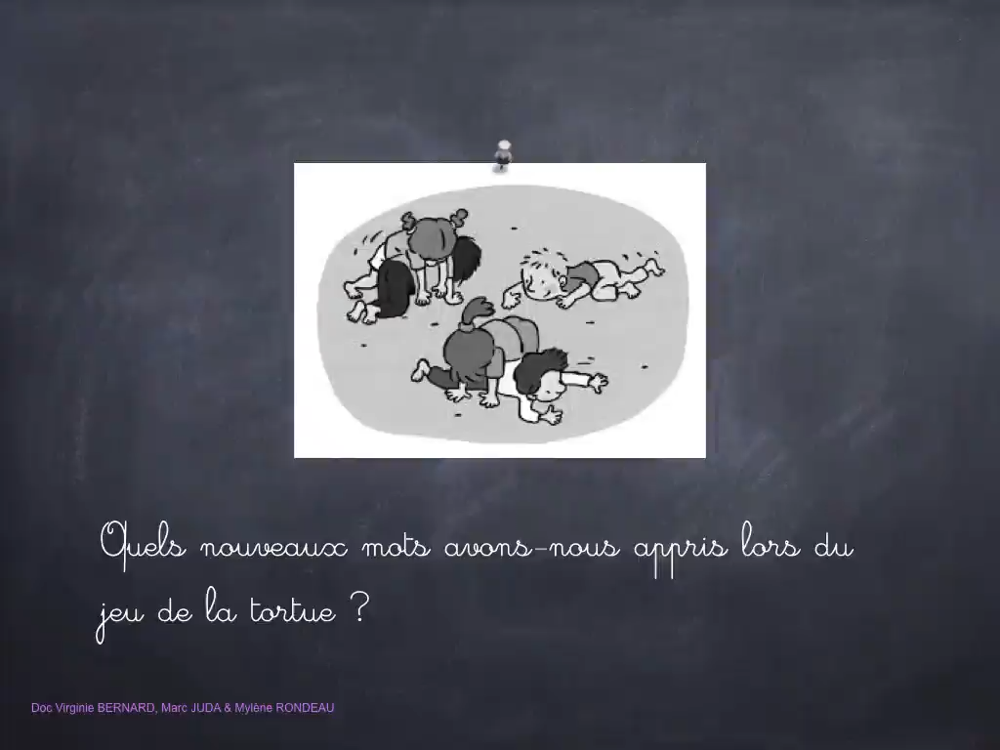 Quels nouveaux mots avons-nous appris lors du
jeu de la tortue ?
Doc Virginie BERNARD, Marc JUDA & Mylène RONDEAU